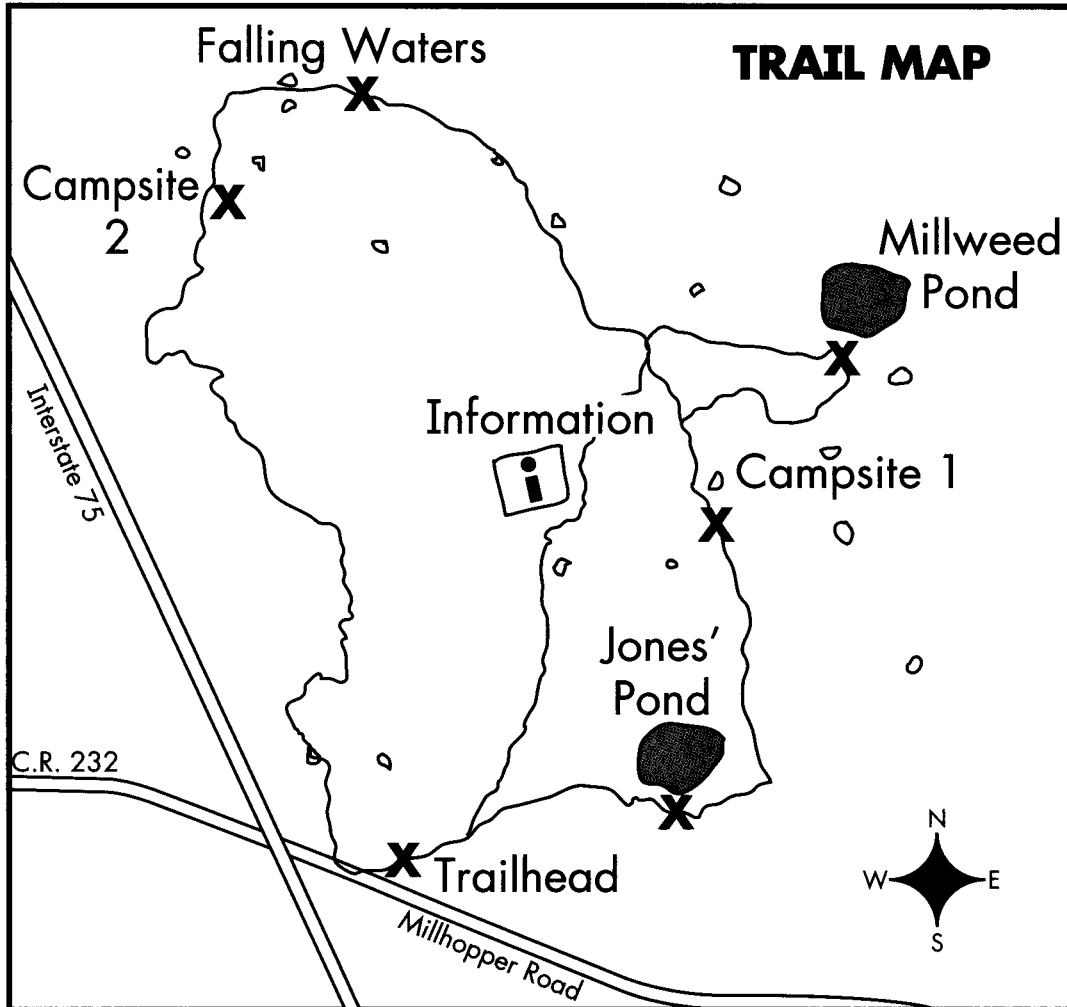 Falling Waters
TRAIL MAP
Campsite
2
Millweed
Pond
Information
i
Interstate 75
Campsite 1
Jones'
Pond
C.R. 232
Trailhead
Millhopper Road
N
W E
S